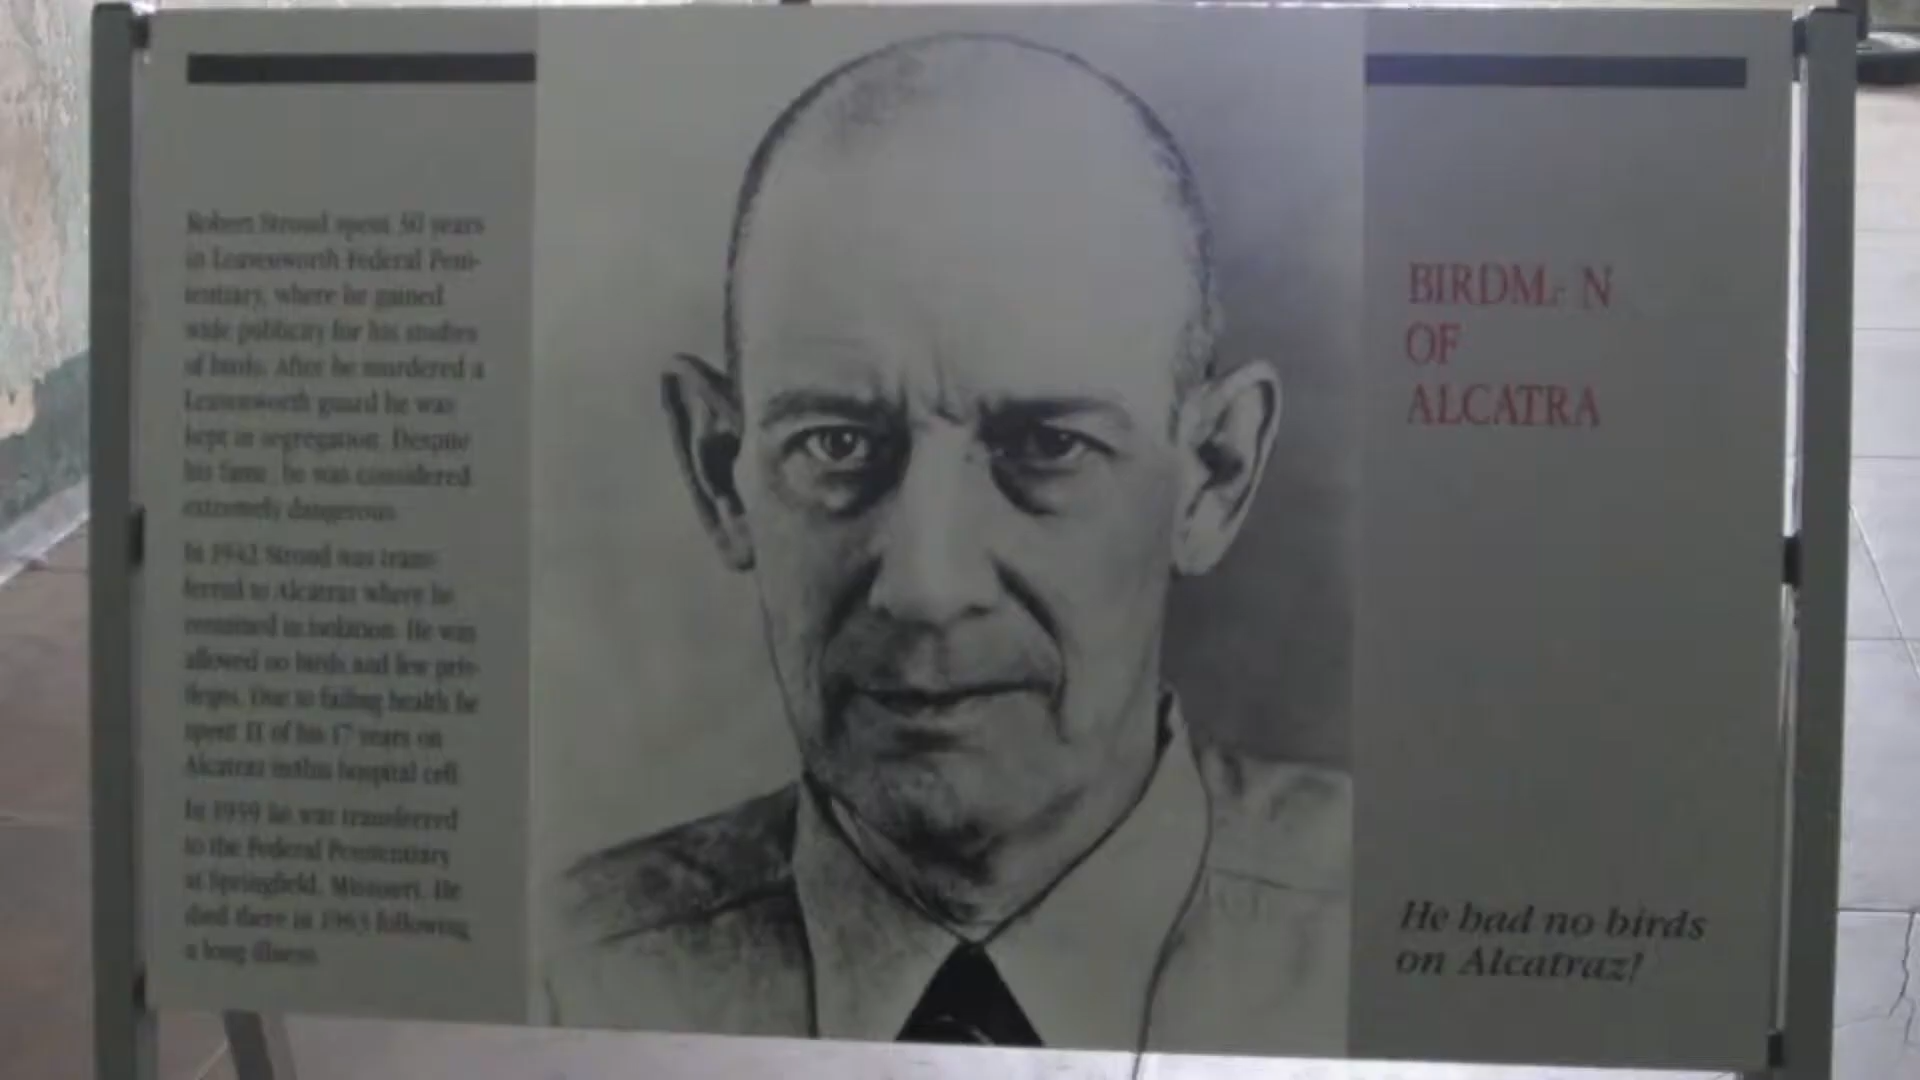 Robert Stroud spent 30 years
in Leavenworth Federal Peni-
tentiary, where he gained
wide publicity for his studies
of birds. After he murdered a
Leavenworth guard he was
kept in segregation. Despite
his fame, he was considered
extremely dangerous.
In 1942 Stroud was trans-
ferred to Alcatraz where he
remained in isolation. He was
allowed no birds and few priv-
ileges. Due to failing health he
spent 11 of his 17 years on
Alcatraz in this hospital cell.
In 1959 he was transferred
to the Federal Penitentiary
at Springfield, Missouri. He
died there in 1963 following
a long illness.
BIRDM N
OF
ALCATRA
He had no birds
on Alcatraz!